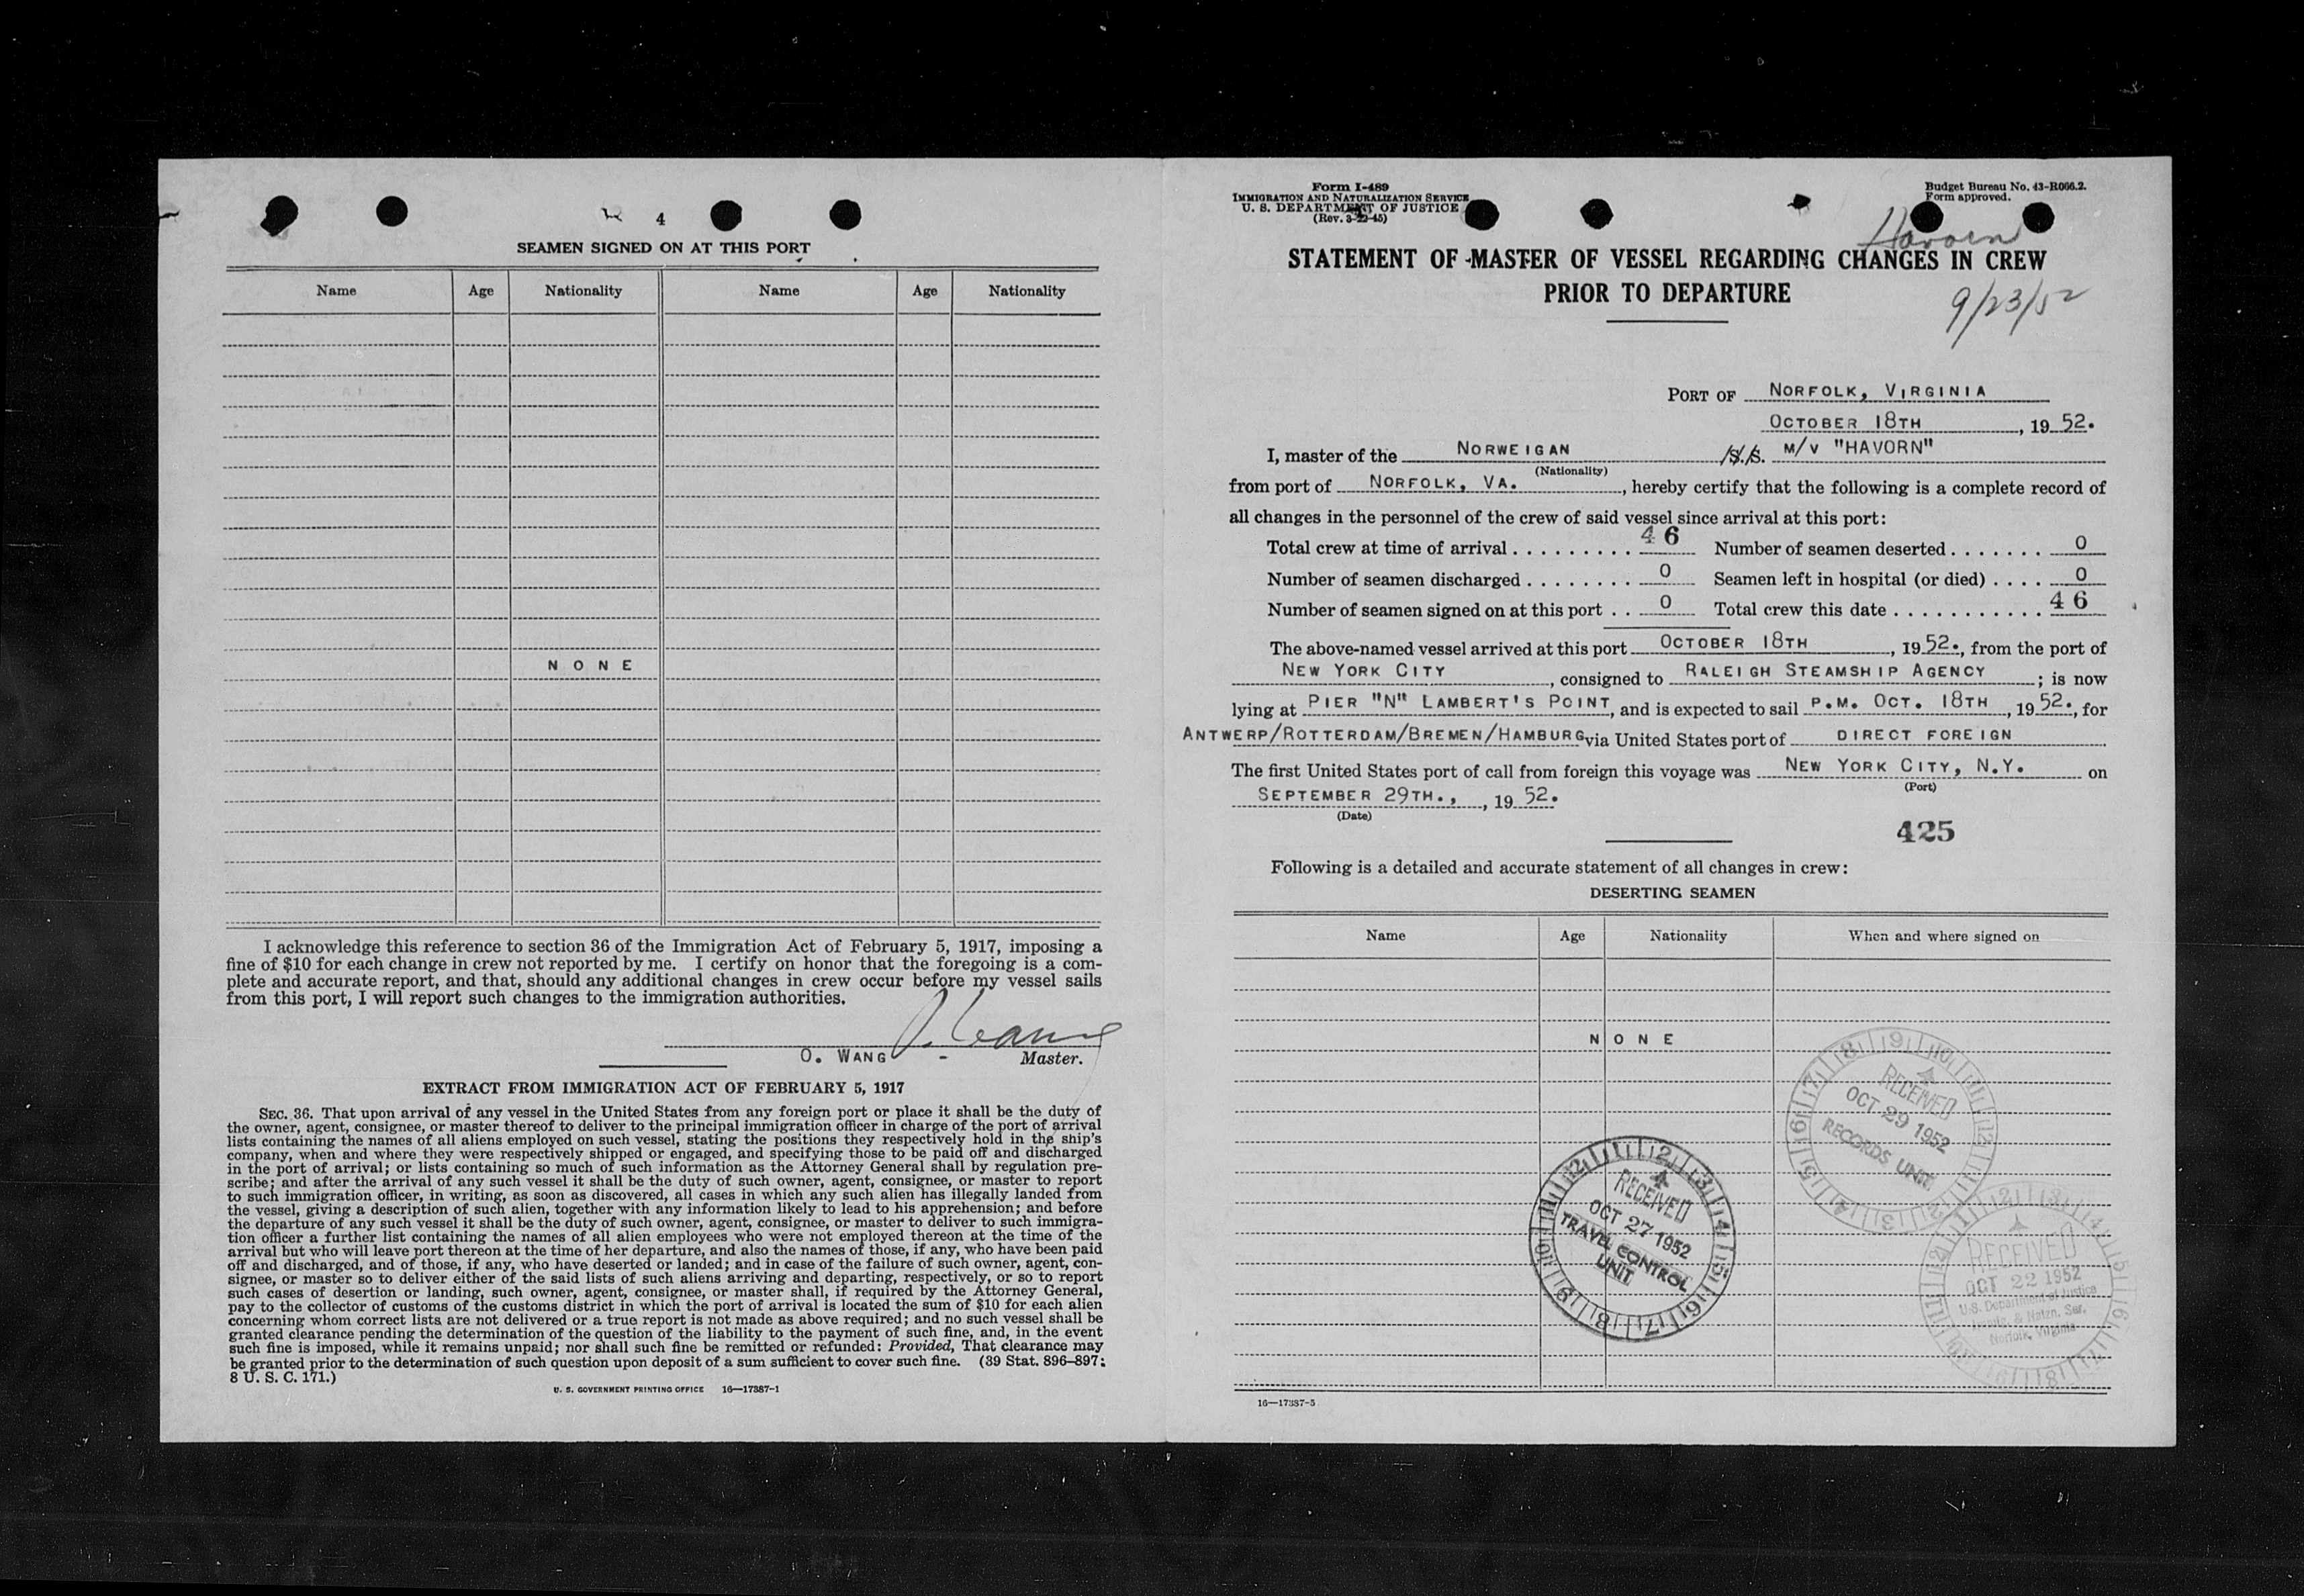 4
SEAMEN SIGNED ON AT THIS PORT
Name Age Nationality Name Age Nationality
N O N E
I acknowledge this reference to section 36 of the Immigration Act of February 5, 1917, imposing a
fine of $10 for each change in crew not reported by me. I certify on honor that the foregoing is a com-
plete and accurate report, and that, should any additional changes in crew occur before my vessel sails
from this port, I will report such changes to the immigration authorities.
O. WANG Master.
EXTRACT FROM IMMIGRATION ACT OF FEBRUARY 5, 1917
SEC. 36. That upon arrival of any vessel in the United States from any foreign port or place it shall be the duty of
the owner, agent, consignee, or master thereof to deliver to the principal immigration officer in charge of the port of arrival
lists containing the names of all aliens employed on such vessel, stating the positions they respectively hold in the ship's
company, when and where they were respectively shipped or engaged, and specifying those to be paid off and discharged
in the port of arrival; or lists containing so much of such information as the Attorney General shall by regulation pre-
scribe; and after the arrival of any such vessel it shall be the duty of such owner, agent, consignee, or master to report
to such immigration officer, in writing, as soon as discovered, all cases in which any such alien has illegally landed from
the vessel, giving a description of such alien, together with any information likely to lead to his apprehension; and before
the departure of any such vessel it shall be the duty of such owner, agent, consignee, or master to deliver to such immigra-
tion officer a further list containing the names of all alien employees who were not employed thereon at the time of the
arrival but who will leave port thereon at the time of her departure, and also the names of those, if any, who have been paid
off and discharged, and of those, if any, who have deserted or landed; and in case of the failure of such owner, agent, con-
signee, or master so to deliver either of the said lists of such aliens arriving and departing, respectively, or so to report
such cases of desertion or landing, such owner, agent, consignee, or master shall, if required by the Attorney General,
pay to the collector of customs of the customs district in which the port of arrival is located the sum of $10 for each alien
concerning whom correct lists are not delivered or a true report is not made as above required; and no such vessel shall be
granted clearance pending the determination of the question of the liability to the payment of such fine, and, in the event
such fine is imposed, while it remains unpaid; nor shall such fine be remitted or refunded: Provided, That clearance may
be granted prior to the determination of such question upon deposit of a sum sufficient to cover such fine. (39 Stat. 896–897;
8 U. S. C. 171.)
U. S. GOVERNMENT PRINTING OFFICE 16—17387-1
Form I-489
IMMIGRATION AND NATURALIZATION SERVICE
U. S. DEPARTMENT OF JUSTICE
(Rev. 3-22-45)
Budget Bureau No. 43-R066.2.
Form approved.
Havorn
STATEMENT OF MASTER OF VESSEL REGARDING CHANGES IN CREW
PRIOR TO DEPARTURE
9/23/52
PORT OF NORFOLK, VIRGINIA
OCTOBER 18TH, 19 52.
I, master of the NORWEIGAN /S./S. M/V "HAVORN"
(Nationality)
from port of NORFOLK, VA., hereby certify that the following is a complete record of
all changes in the personnel of the crew of said vessel since arrival at this port:
Total crew at time of arrival . . . . . . . . . 46 Number of seamen deserted . . . . . . . 0
Number of seamen discharged . . . . . . . . 0 Seamen left in hospital (or died) . . . . 0
Number of seamen signed on at this port . . 0 Total crew this date . . . . . . . . . . . 46
The above-named vessel arrived at this port OCTOBER 18TH, 19 52., from the port of
NEW YORK CITY, consigned to RALEIGH STEAMSHIP AGENCY; is now
lying at PIER "N" LAMBERT'S POINT, and is expected to sail P.M. OCT. 18TH, 19 52., for
ANTWERP/ROTTERDAM/BREMEN/HAMBURG via United States port of DIRECT FOREIGN
The first United States port of call from foreign this voyage was NEW YORK CITY, N.Y. on
(Port)
SEPTEMBER 29TH., , 19 52.
(Date)
425
Following is a detailed and accurate statement of all changes in crew:
DESERTING SEAMEN
Name Age Nationality When and where signed on
N O N E
RECEIVED
OCT 29 1952
RECORDS UNIT
RECEIVED
OCT 27 1952
TRAVEL CONTROL
UNIT
RECEIVED
OCT 22 1952
U.S. Department of Justice
Immig. & Natzn. Ser.
Norfolk, Virginia
16—17387-5